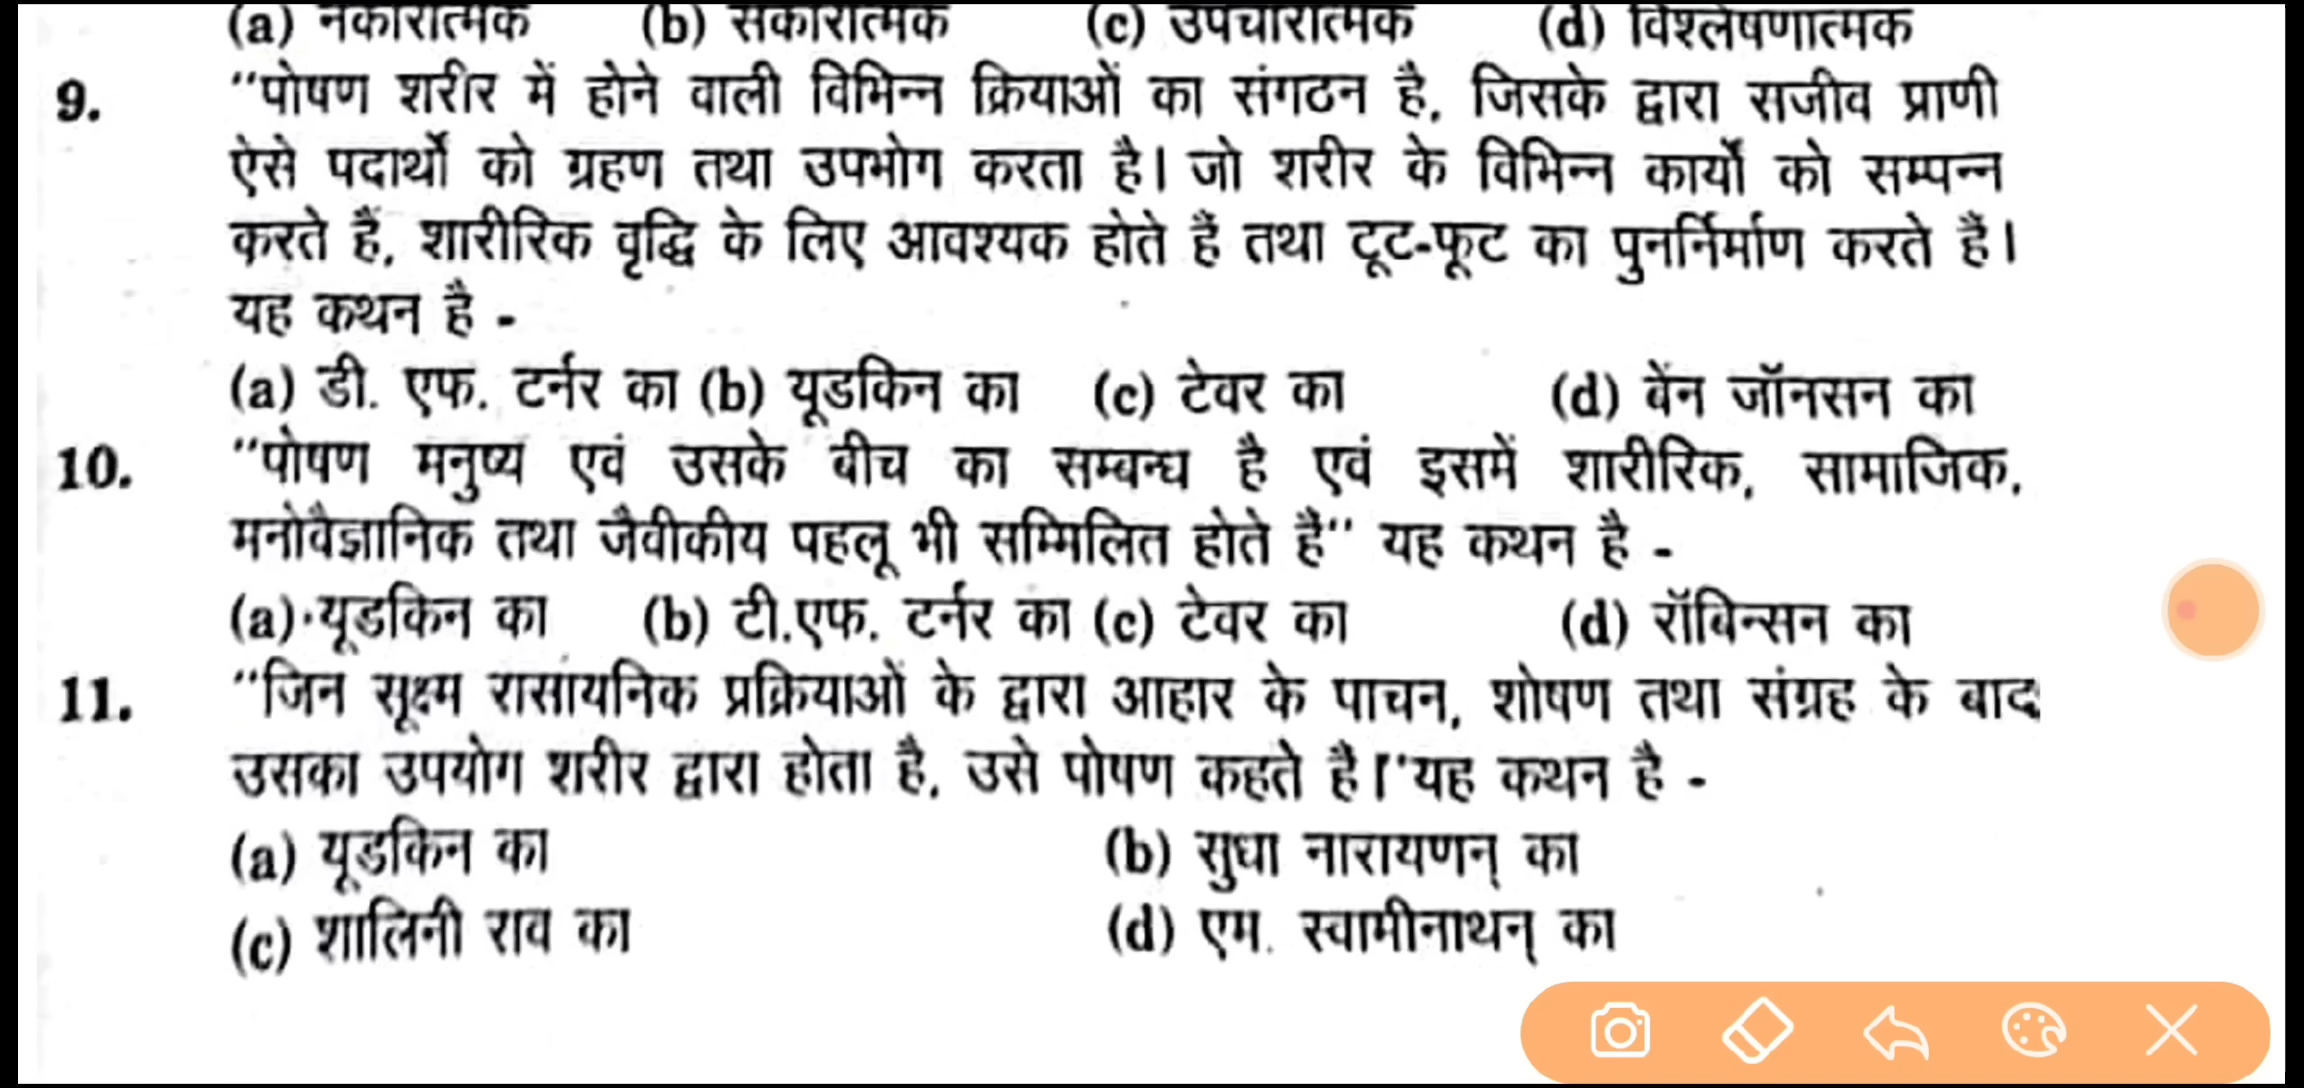 (a) नकारात्मक (b) सकारात्मक (c) उपचारात्मक (d) विश्लेषणात्मक
9. "पोषण शरीर में होने वाली विभिन्न क्रियाओं का संगठन है, जिसके द्वारा सजीव प्राणी
ऐसे पदार्थो को ग्रहण तथा उपभोग करता है। जो शरीर के विभिन्न कार्यों को सम्पन्न
करते हैं, शारीरिक वृद्धि के लिए आवश्यक होते हैं तथा टूट-फूट का पुनर्निर्माण करते हैं।
यह कथन है -
(a) डी. एफ. टर्नर का (b) यूडकिन का (c) टेवर का (d) बेंन जॉनसन का
10. "पोषण मनुष्य एवं उसके बीच का सम्बन्ध है एवं इसमें शारीरिक, सामाजिक,
मनोवैज्ञानिक तथा जैवीकीय पहलू भी सम्मिलित होते है" यह कथन है -
(a) यूडकिन का (b) टी.एफ. टर्नर का (c) टेवर का (d) रॉबिन्सन का
11. "जिन सूक्ष्म रासायनिक प्रक्रियाओं के द्वारा आहार के पाचन, शोषण तथा संग्रह के बाद
उसका उपयोग शरीर द्वारा होता है, उसे पोषण कहते है।"यह कथन है -
(a) यूडकिन का (b) सुधा नारायणन् का
(c) शालिनी राव का (d) एम. स्वामीनाथन् का